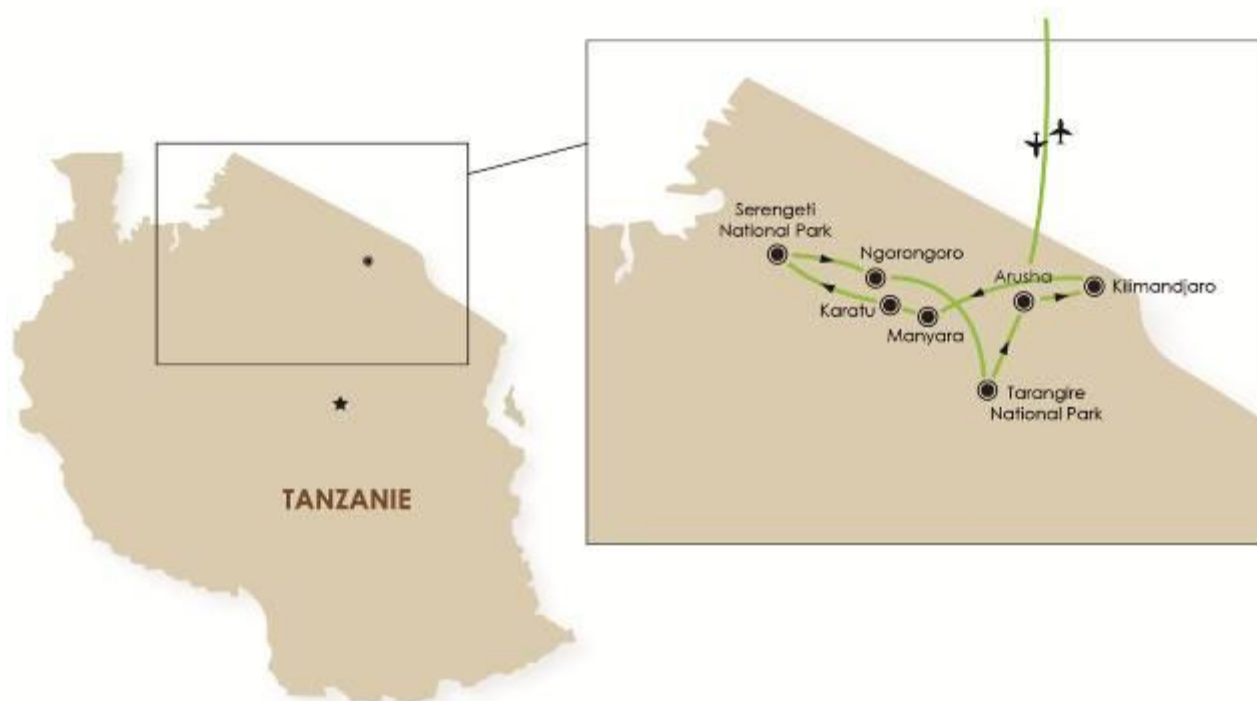 Serengeti
National Park
Ngorongoro
Arusha
Kilimandjaro
Karatu
Manyara
Tarangire
National Park
TANZANIE